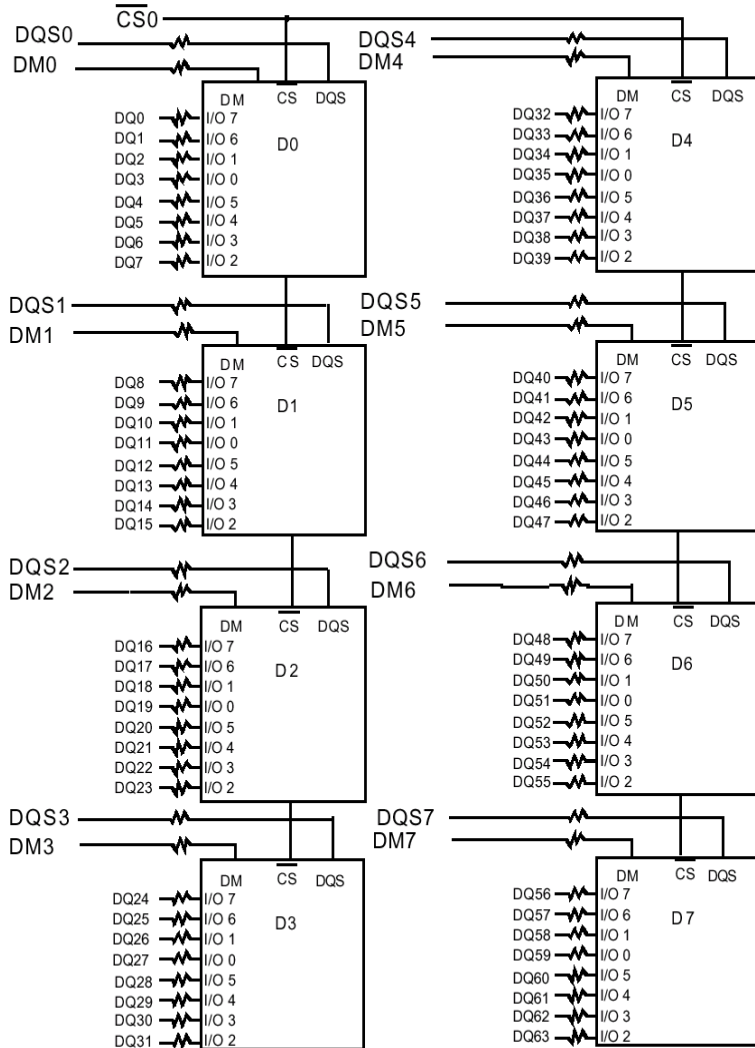 CS0
DQS0
DM0
DM CS DQS
D0
DQ0 I/O 7
DQ1 I/O 6
DQ2 I/O 1
DQ3 I/O 0
DQ4 I/O 5
DQ5 I/O 4
DQ6 I/O 3
DQ7 I/O 2
DQS1
DM1
DM CS DQS
D1
DQ8 I/O 7
DQ9 I/O 6
DQ10 I/O 1
DQ11 I/O 0
DQ12 I/O 5
DQ13 I/O 4
DQ14 I/O 3
DQ15 I/O 2
DQS2
DM2
DM CS DQS
D2
DQ16 I/O 7
DQ17 I/O 6
DQ18 I/O 1
DQ19 I/O 0
DQ20 I/O 5
DQ21 I/O 4
DQ22 I/O 3
DQ23 I/O 2
DQS3
DM3
DM CS DQS
D3
DQ24 I/O 7
DQ25 I/O 6
DQ26 I/O 1
DQ27 I/O 0
DQ28 I/O 5
DQ29 I/O 4
DQ30 I/O 3
DQ31 I/O 2
DQS4
DM4
DM CS DQS
D4
DQ32 I/O 7
DQ33 I/O 6
DQ34 I/O 1
DQ35 I/O 0
DQ36 I/O 5
DQ37 I/O 4
DQ38 I/O 3
DQ39 I/O 2
DQS5
DM5
DM CS DQS
D5
DQ40 I/O 7
DQ41 I/O 6
DQ42 I/O 1
DQ43 I/O 0
DQ44 I/O 5
DQ45 I/O 4
DQ46 I/O 3
DQ47 I/O 2
DQS6
DM6
DM CS DQS
D6
DQ48 I/O 7
DQ49 I/O 6
DQ50 I/O 1
DQ51 I/O 0
DQ52 I/O 5
DQ53 I/O 4
DQ54 I/O 3
DQ55 I/O 2
DQS7
DM7
DM CS DQS
D7
DQ56 I/O 7
DQ57 I/O 6
DQ58 I/O 1
DQ59 I/O 0
DQ60 I/O 5
DQ61 I/O 4
DQ62 I/O 3
DQ63 I/O 2